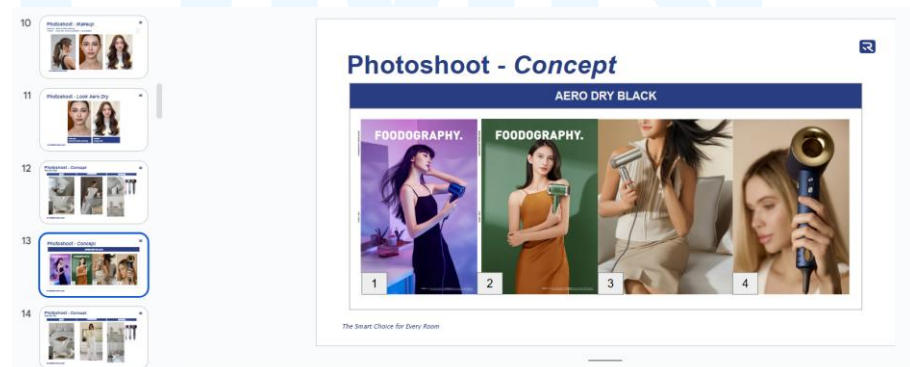 10
Photoshoot - Makeup
11
Photoshoot - Look Aero Dry
12
Photoshoot - Concept
13
Photoshoot - Concept
14
Photoshoot - Concept
Photoshoot - Concept
AERO DRY BLACK
FOODOGRAPHY.
FOODOGRAPHY.
1
2
3
4
The Smart Choice for Every Room